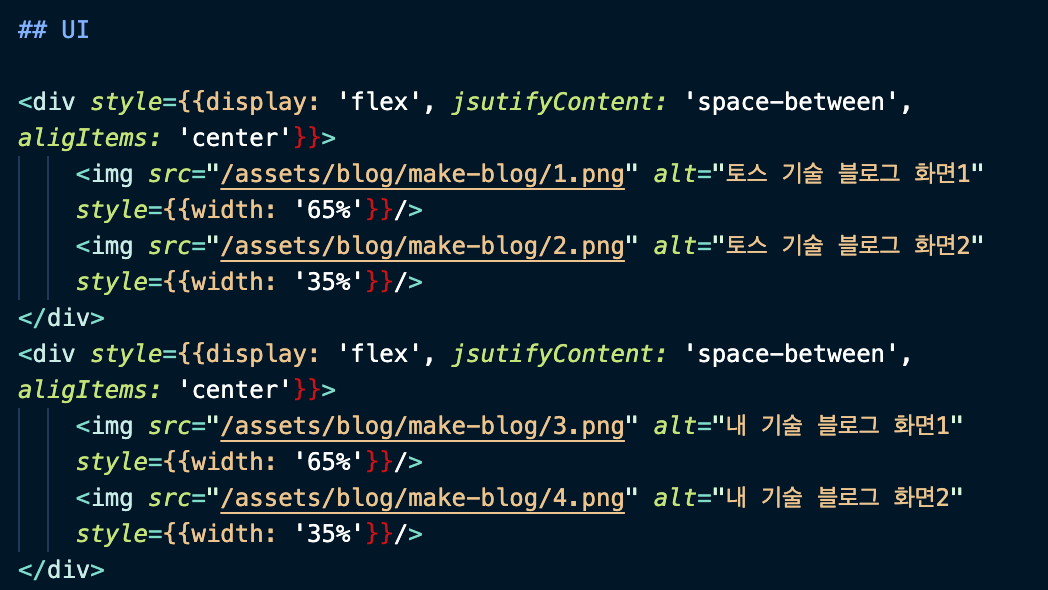 ## UI
<div style={{display: 'flex', jsutifyContent: 'space-between',
aligItems: 'center'}}>
<img src="/assets/blog/make-blog/1.png" alt="토스 기술 블로그 화면1"
style={{width: '65%'}}/>
<img src="/assets/blog/make-blog/2.png" alt="토스 기술 블로그 화면2"
style={{width: '35%'}}/>
</div>
<div style={{display: 'flex', jsutifyContent: 'space-between',
aligItems: 'center'}}>
<img src="/assets/blog/make-blog/3.png" alt="내 기술 블로그 화면1"
style={{width: '65%'}}/>
<img src="/assets/blog/make-blog/4.png" alt="내 기술 블로그 화면2"
style={{width: '35%'}}/>
</div>